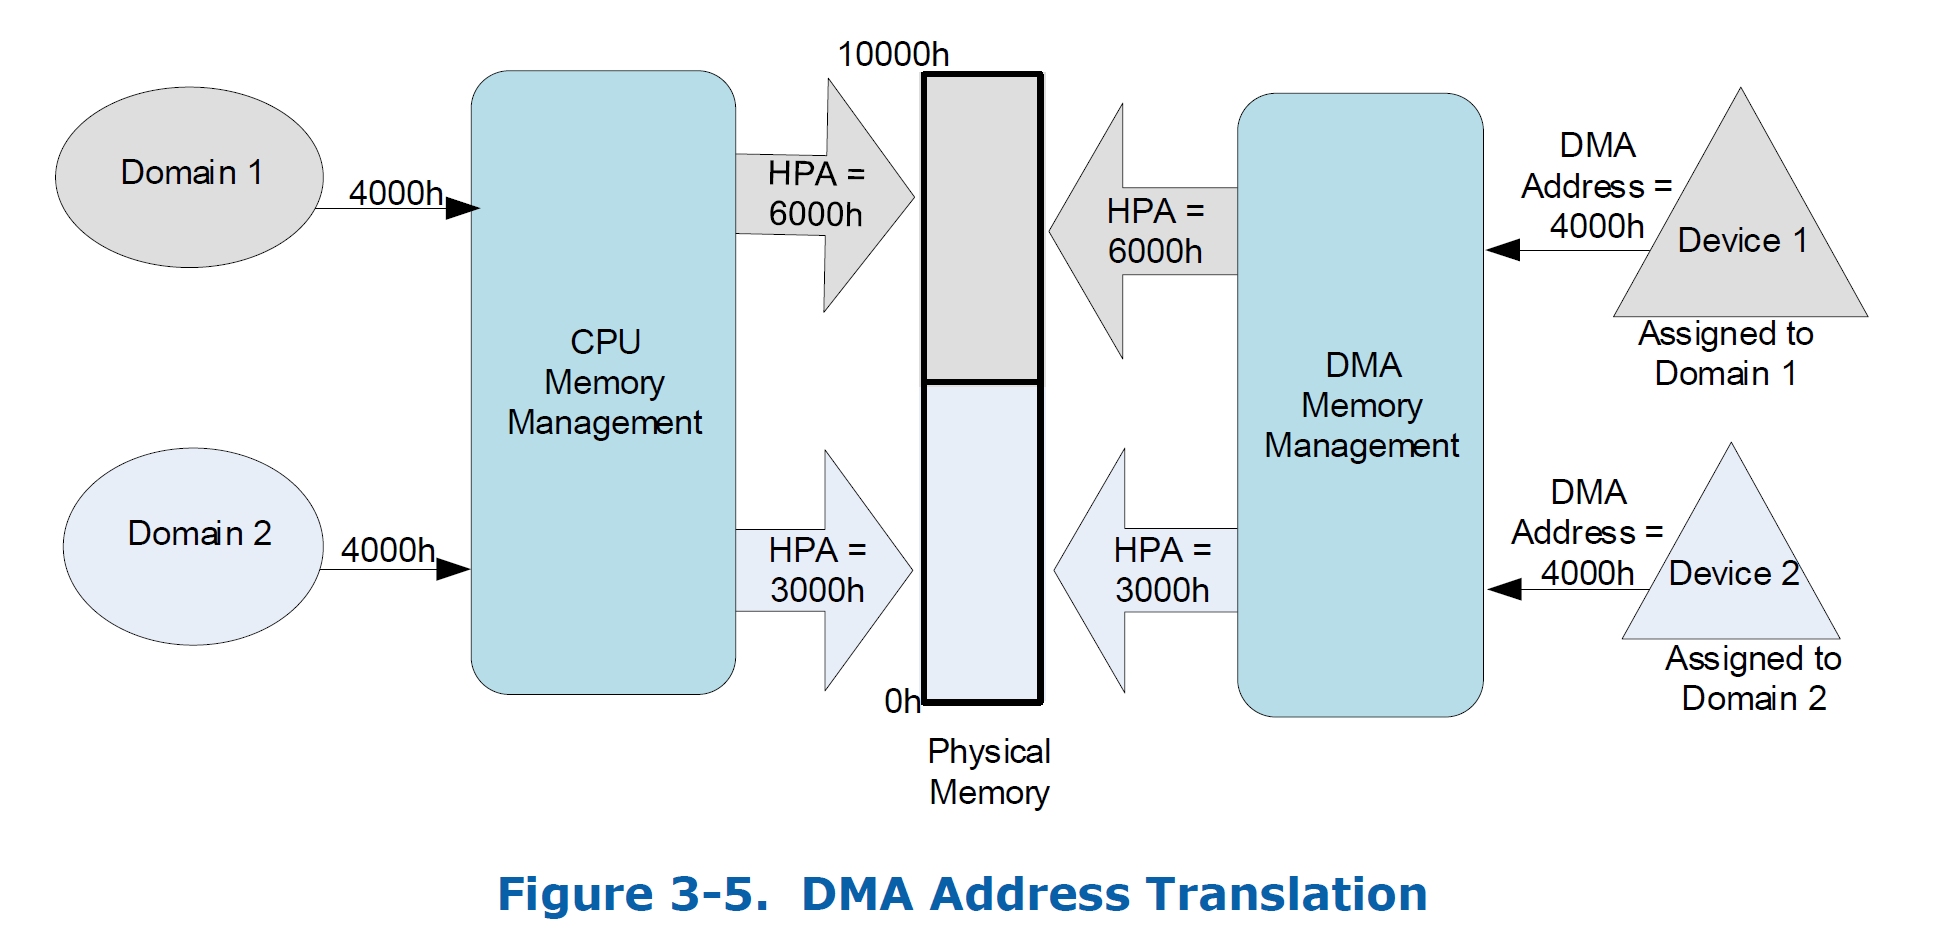 10000h
Domain 1
4000h
HPA =
6000h
HPA =
6000h
DMA
Address =
4000h
Device 1
Assigned to
Domain 1
CPU
Memory
Management
DMA
Memory
Management
Domain 2
4000h
HPA =
3000h
HPA =
3000h
DMA
Address =
4000h
Device 2
Assigned to
Domain 2
0h
Physical
Memory
Figure 3-5. DMA Address Translation